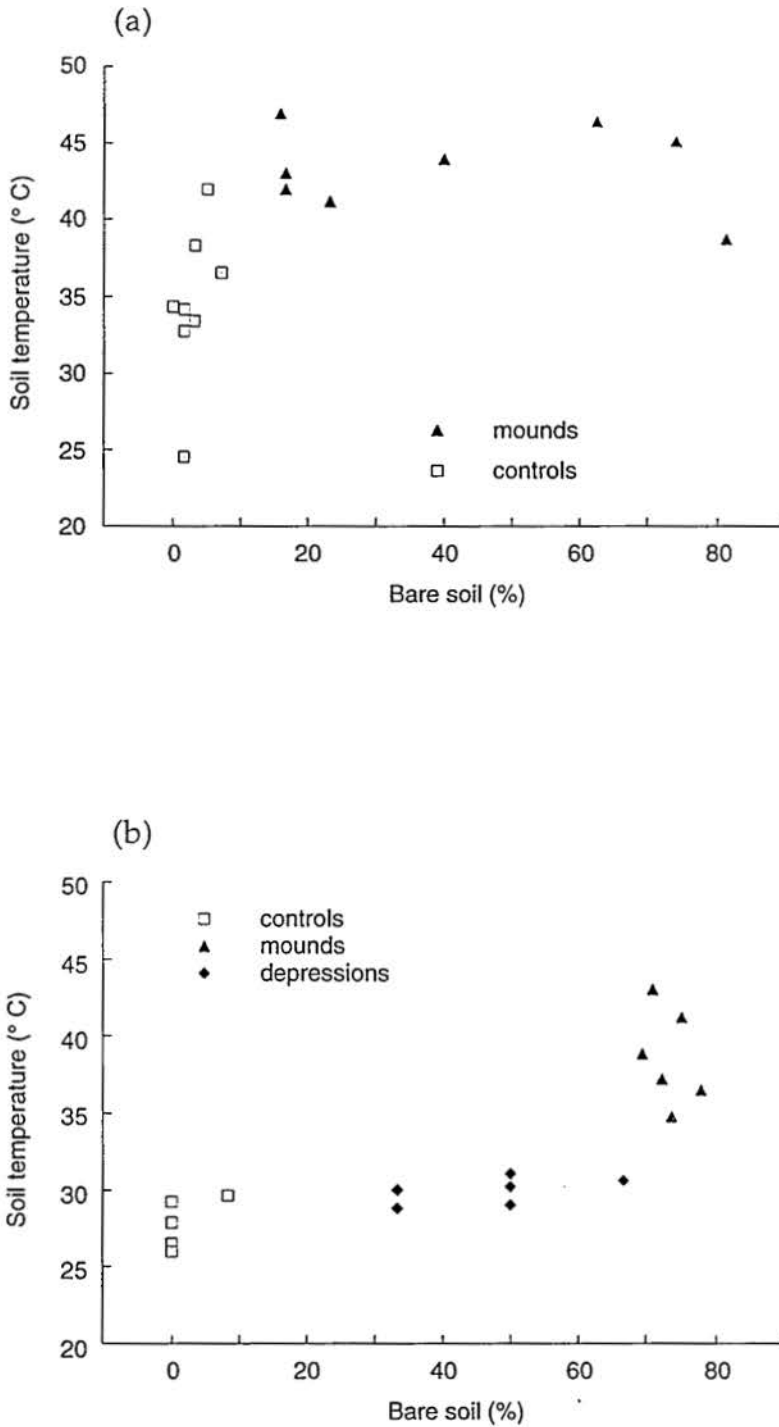 (a)
50
45
40
35
30
25
20
Soil temperature (° C)
▲ mounds
□ controls
0 20 40 60 80
Bare soil (%)
(b)
50
45
40
35
30
25
20
Soil temperature (° C)
□ controls
▲ mounds
◆ depressions
0 20 40 60 80
Bare soil (%)